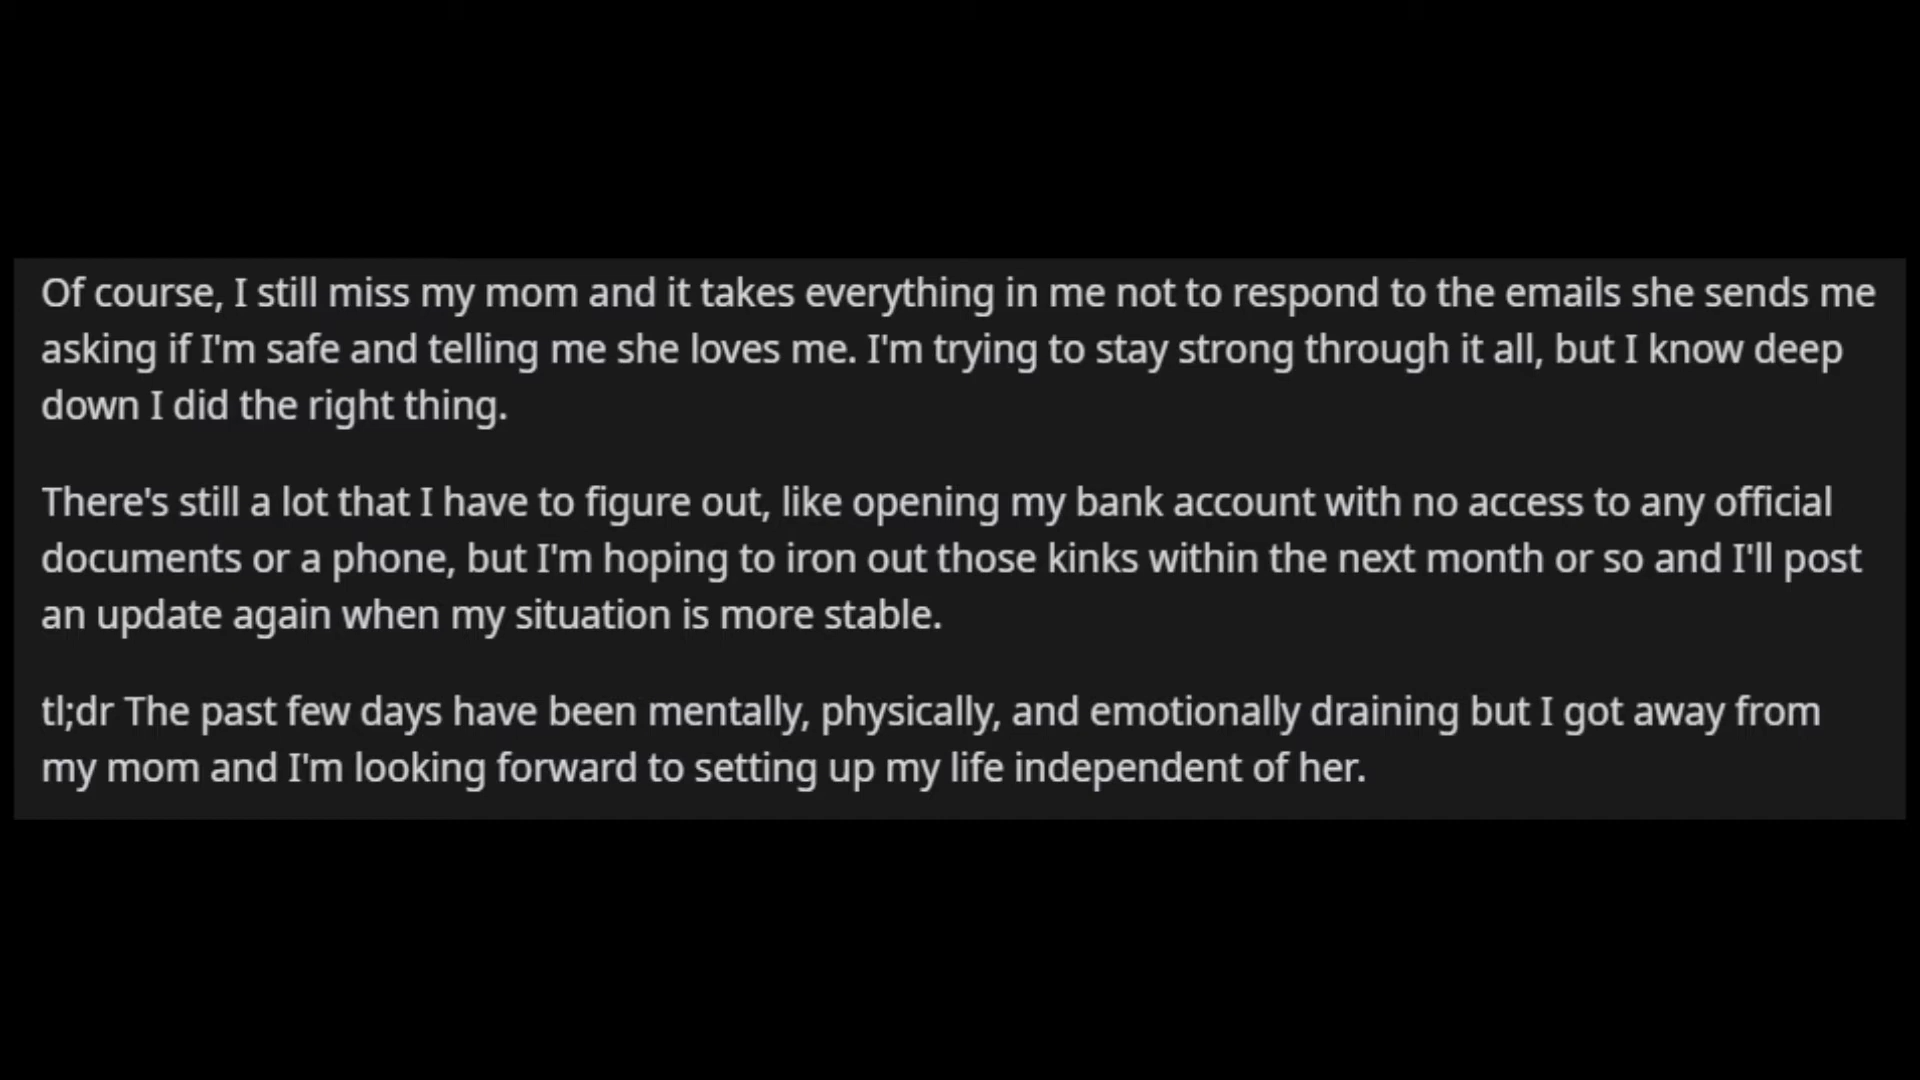 Of course, I still miss my mom and it takes everything in me not to respond to the emails she sends me
asking if I'm safe and telling me she loves me. I'm trying to stay strong through it all, but I know deep
down I did the right thing.
There's still a lot that I have to figure out, like opening my bank account with no access to any official
documents or a phone, but I'm hoping to iron out those kinks within the next month or so and I'll post
an update again when my situation is more stable.
tl;dr The past few days have been mentally, physically, and emotionally draining but I got away from
my mom and I'm looking forward to setting up my life independent of her.